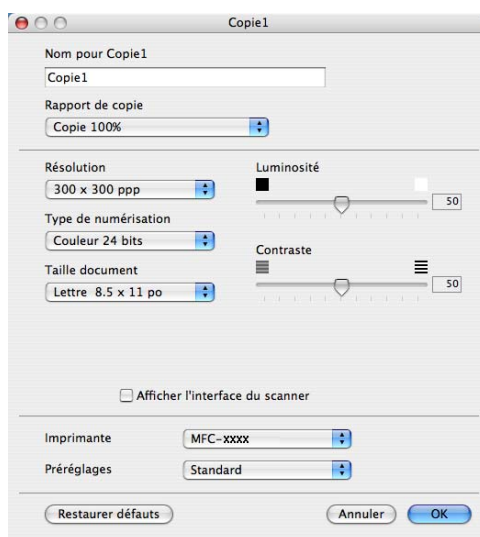 Copie1
Nom pour Copie1
Copie1
Rapport de copie
Copie 100%
Résolution
300 x 300 ppp
Luminosité
50
Type de numérisation
Couleur 24 bits
Contraste
50
Taille document
Lettre 8.5 x 11 po
Afficher l'interface du scanner
Imprimante
MFC-xxxx
Préréglages
Standard
Restaurer défauts
Annuler
OK